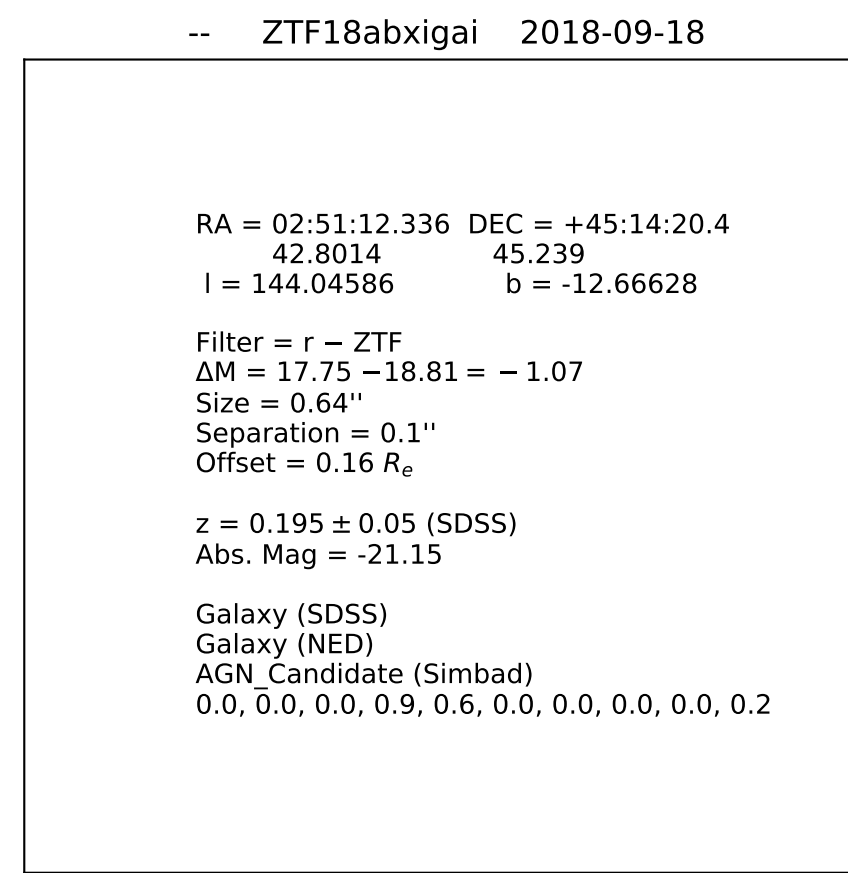 -- ZTF18abxigai 2018-09-18
RA = 02:51:12.336 DEC = +45:14:20.4
42.8014 45.239
l = 144.04586 b = -12.66628
Filter = r − ZTF
ΔM = 17.75 −18.81 = − 1.07
Size = 0.64''
Separation = 0.1''
Offset = 0.16 Re
z = 0.195 ± 0.05 (SDSS)
Abs. Mag = -21.15
Galaxy (SDSS)
Galaxy (NED)
AGN_Candidate (Simbad)
0.0, 0.0, 0.0, 0.9, 0.6, 0.0, 0.0, 0.0, 0.0, 0.2